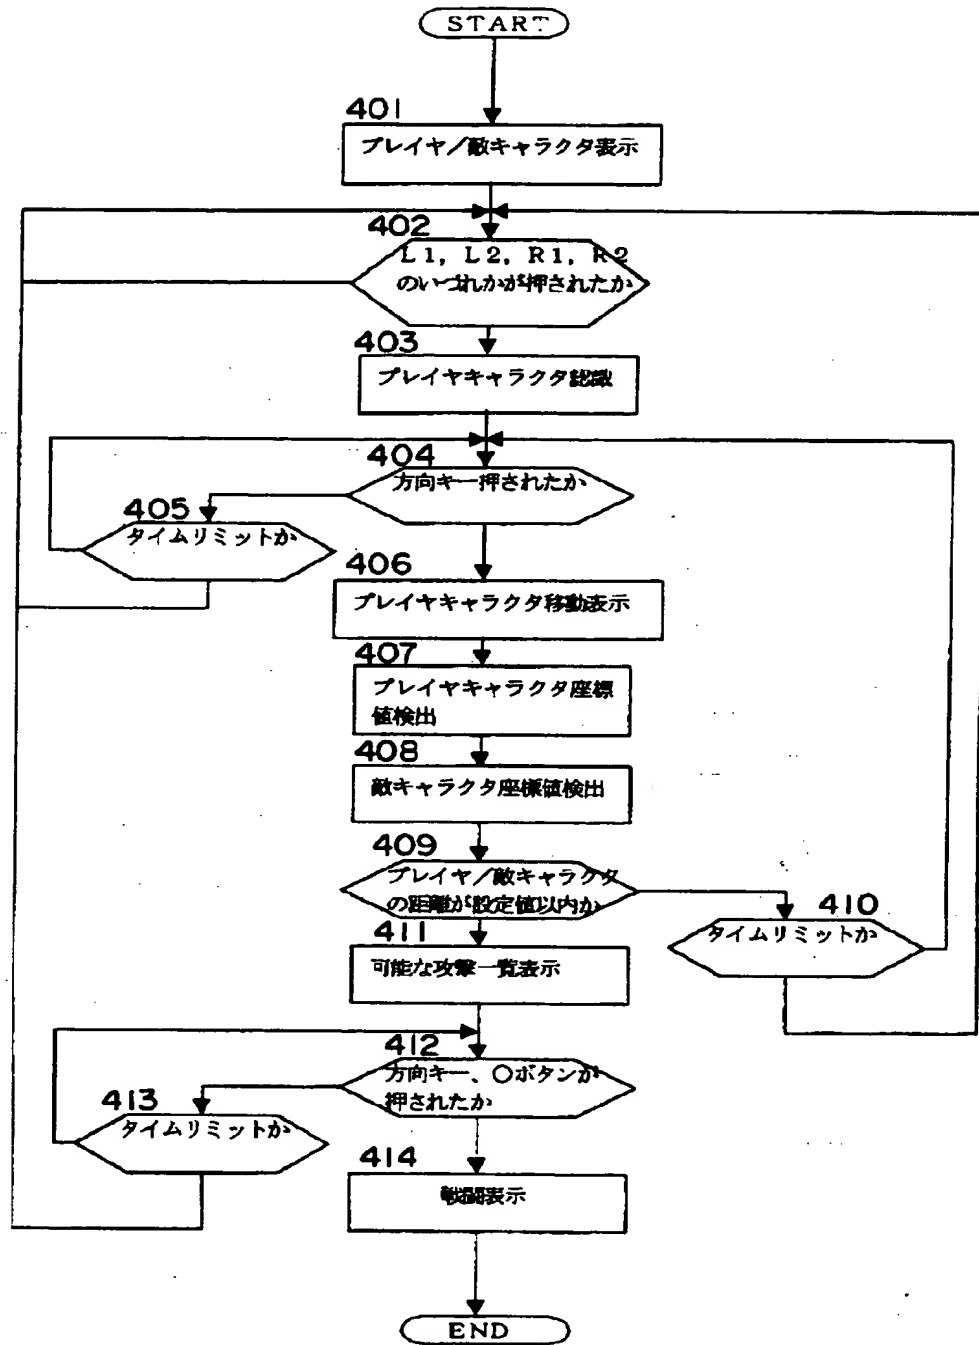 START
401
プレイヤ／敵キャラクタ表示
402
L1, L2, R1, R2
のいづれかが押されたか
403
プレイヤキャラクタ認識
404
方向キー押されたか
405
タイムリミットか
406
プレイヤキャラクタ移動表示
407
プレイヤキャラクタ座標
値検出
408
敵キャラクタ座標値検出
409
プレイヤ／敵キャラクタ
の距離が設定値以内か
410
タイムリミットか
411
可能な攻撃一覧表示
412
方向キー、○ボタンが
押されたか
413
タイムリミットか
414
戦闘表示
END